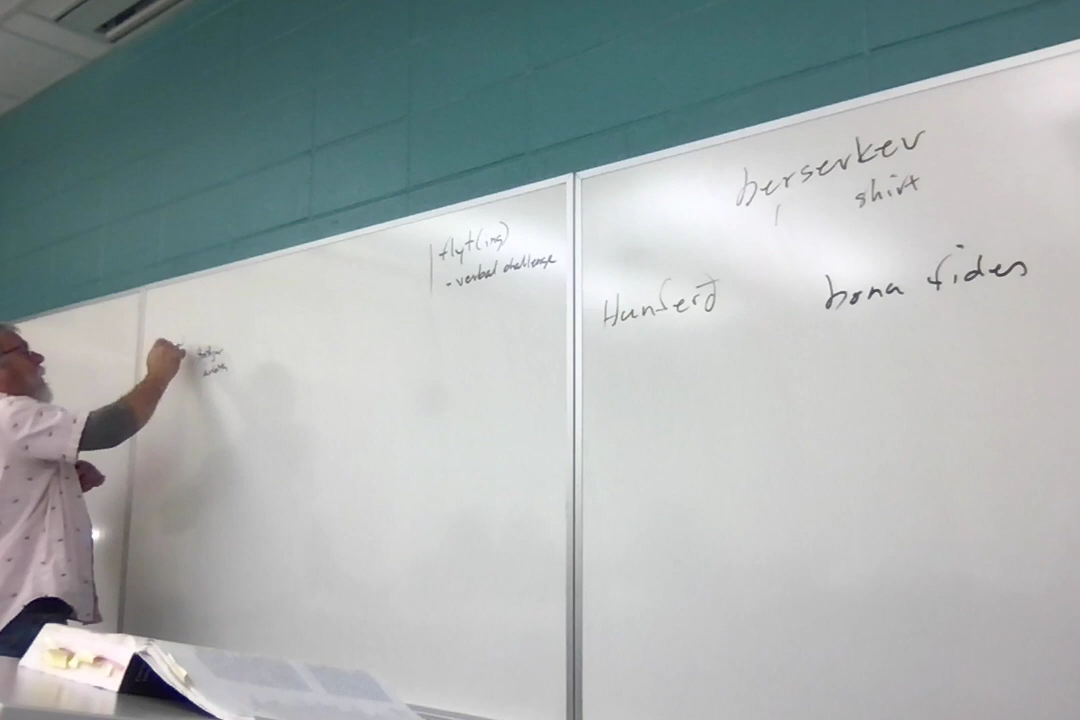 flyt(ing)
- verbal challenge
berserker
shirt
Hunferð
bona fides